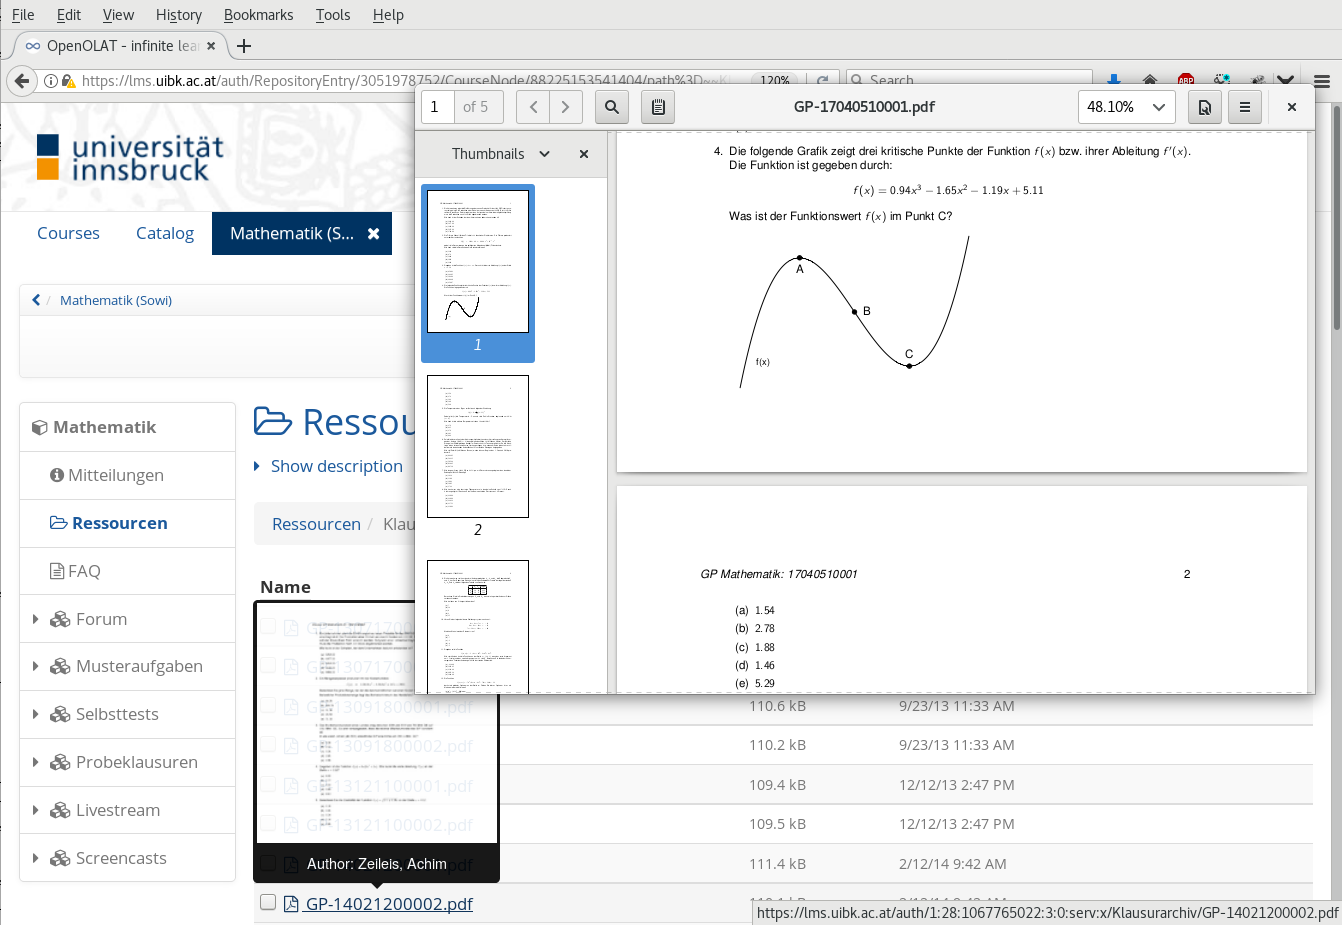 File Edit View History Bookmarks Tools Help
OpenOLAT - infinite lea
https://lms.uibk.ac.at/auth/RepositoryEntry/3051978752/CourseNode/88225153541404/path%3D
120%
Search
ABP
universität
innsbruck
Courses Catalog Mathematik (S...
Mathematik (Sowi)
Mathematik
Mitteilungen
Ressourcen
FAQ
Forum
Musteraufgaben
Selbsttests
Probeklausuren
Livestream
Screencasts
Ressou
Show description
Ressourcen / Klau
Name
1 of 5
GP-17040510001.pdf
48.10%
Thumbnails
1
2
4. Die folgende Grafik zeigt drei kritische Punkte der Funktion f(x) bzw. ihrer Ableitung f′(x).
Die Funktion ist gegeben durch:
f(x) = 0.94x³ − 1.65x² − 1.19x + 5.11
Was ist der Funktionswert f(x) im Punkt C?
A
B
C
f(x)
GP Mathematik: 17040510001 2
(a) 1.54
(b) 2.78
(c) 1.88
(d) 1.46
(e) 5.29
GP-13091800001.pdf 110.6 kB 9/23/13 11:33 AM
GP-13091800002.pdf 110.2 kB 9/23/13 11:33 AM
GP-13121100001.pdf 109.4 kB 12/12/13 2:47 PM
GP-13121100002.pdf 109.5 kB 12/12/13 2:47 PM
111.4 kB 2/12/14 9:42 AM
Author: Zeileis, Achim
GP-14021200002.pdf
https://lms.uibk.ac.at/auth/1:28:1067765022:3:0:serv:x/Klausurarchiv/GP-14021200002.pdf